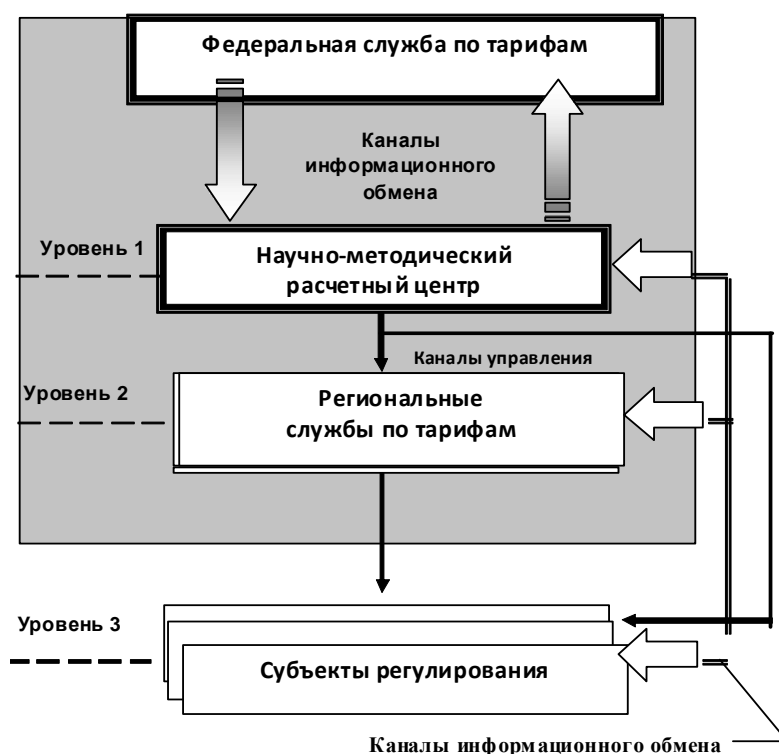 Федеральная служба по тарифам
Каналы
информационного
обмена
Уровень 1
Научно-методический
расчетный центр
Каналы управления
Уровень 2
Региональные
службы по тарифам
Уровень 3
Субъекты регулирования
Каналы информационного обмена